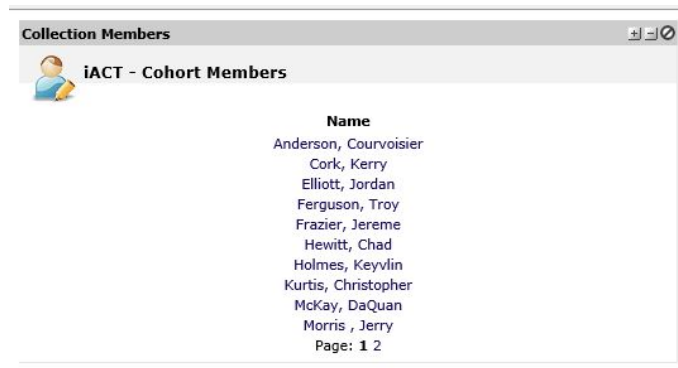 Collection Members
iACT - Cohort Members
Name
Anderson, Courvoisier
Cork, Kerry
Elliott, Jordan
Ferguson, Troy
Frazier, Jereme
Hewitt, Chad
Holmes, Keyvlin
Kurtis, Christopher
McKay, DaQuan
Morris , Jerry
Page: 1 2